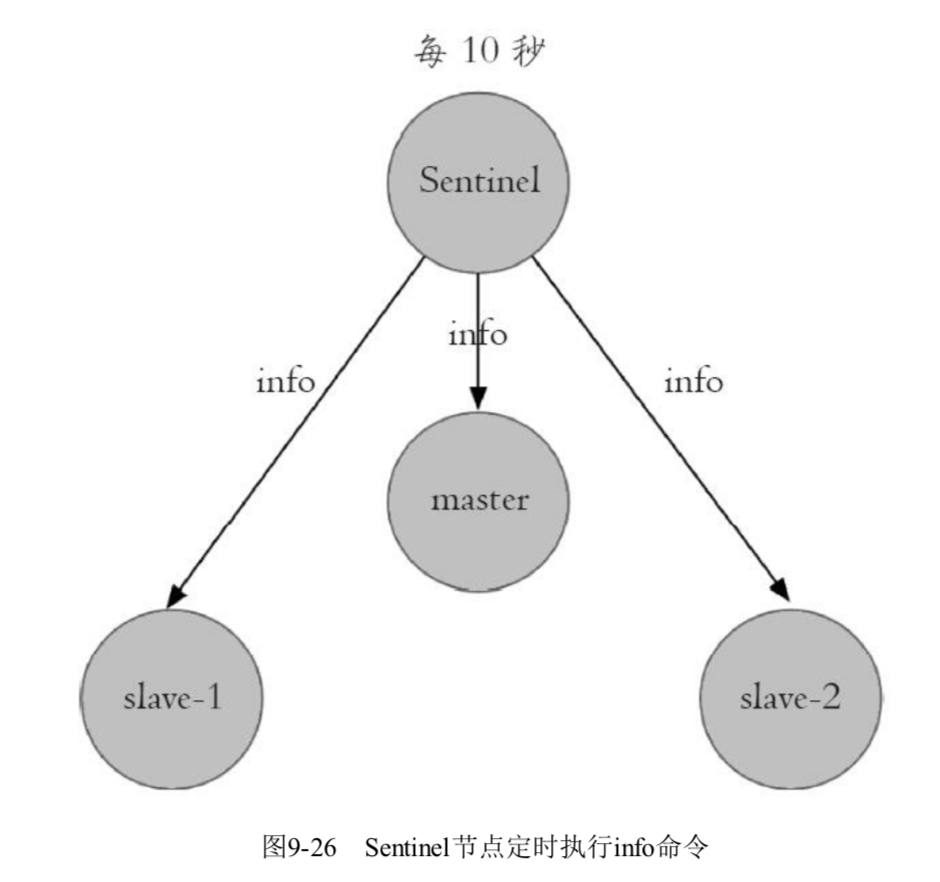 每 10 秒
Sentinel
info
info
info
master
slave-1
slave-2
图9-26 Sentinel节点定时执行info命令